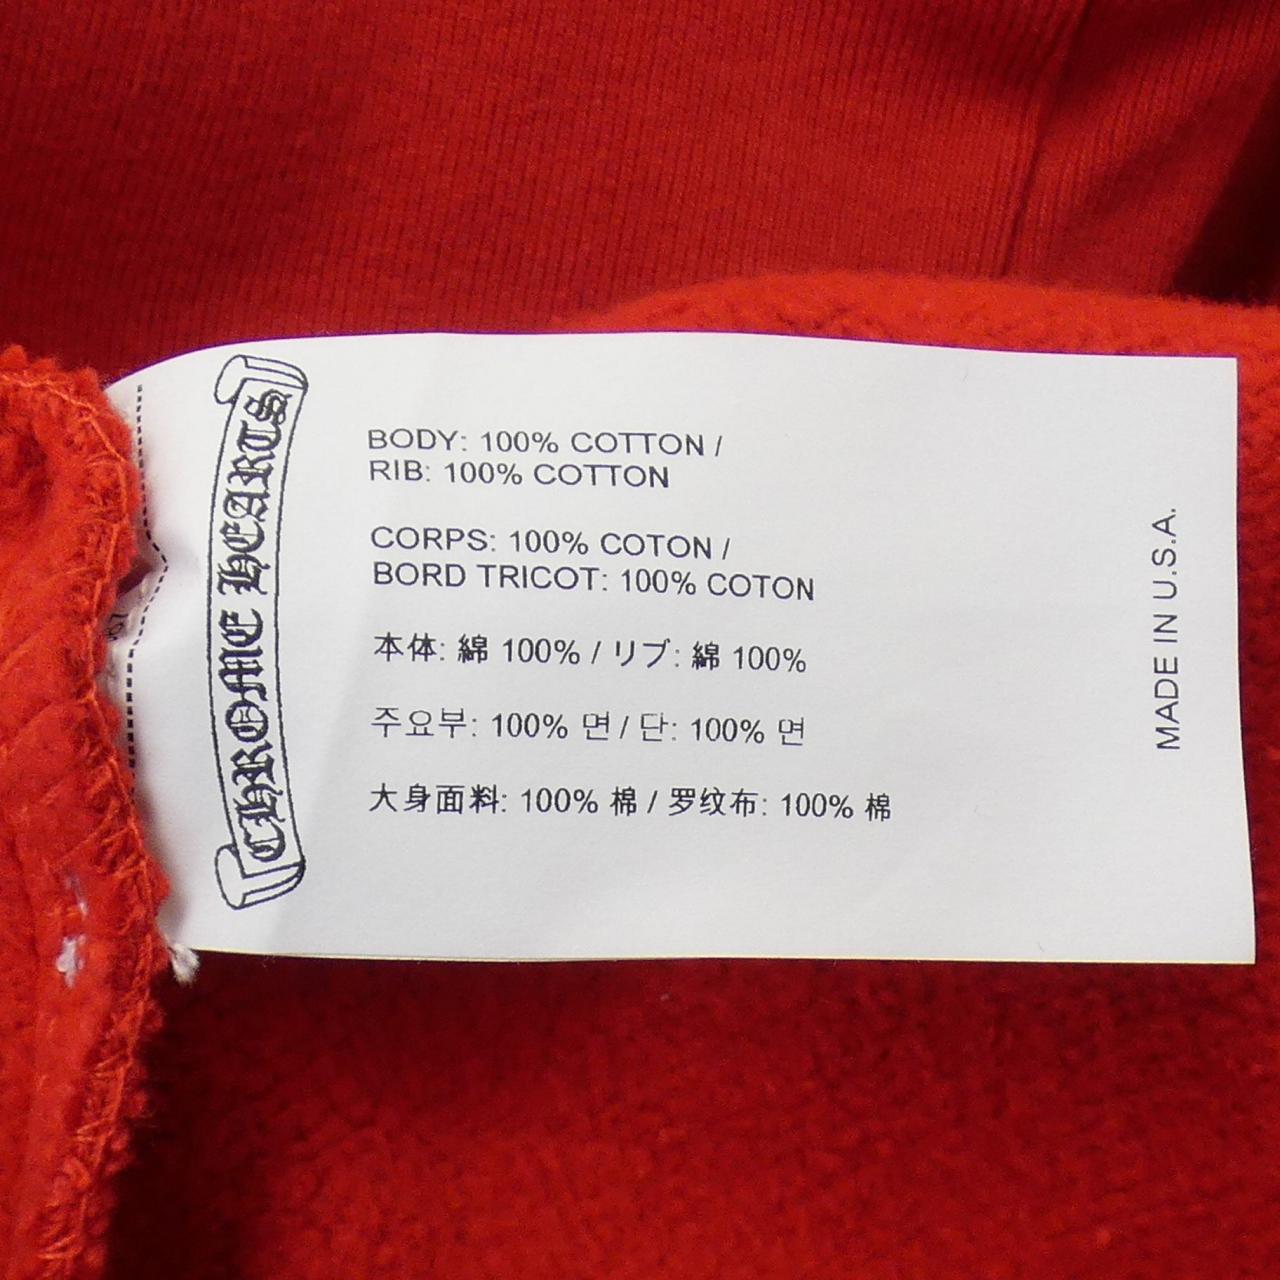 CHROME HEARTS
BODY: 100% COTTON /
RIB: 100% COTTON
CORPS: 100% COTON /
BORD TRICOT: 100% COTON
本体: 綿 100% / リブ: 綿 100%
주요부: 100% 면 / 단: 100% 면
大身面料: 100% 棉 / 罗纹布: 100% 棉
MADE IN U.S.A.